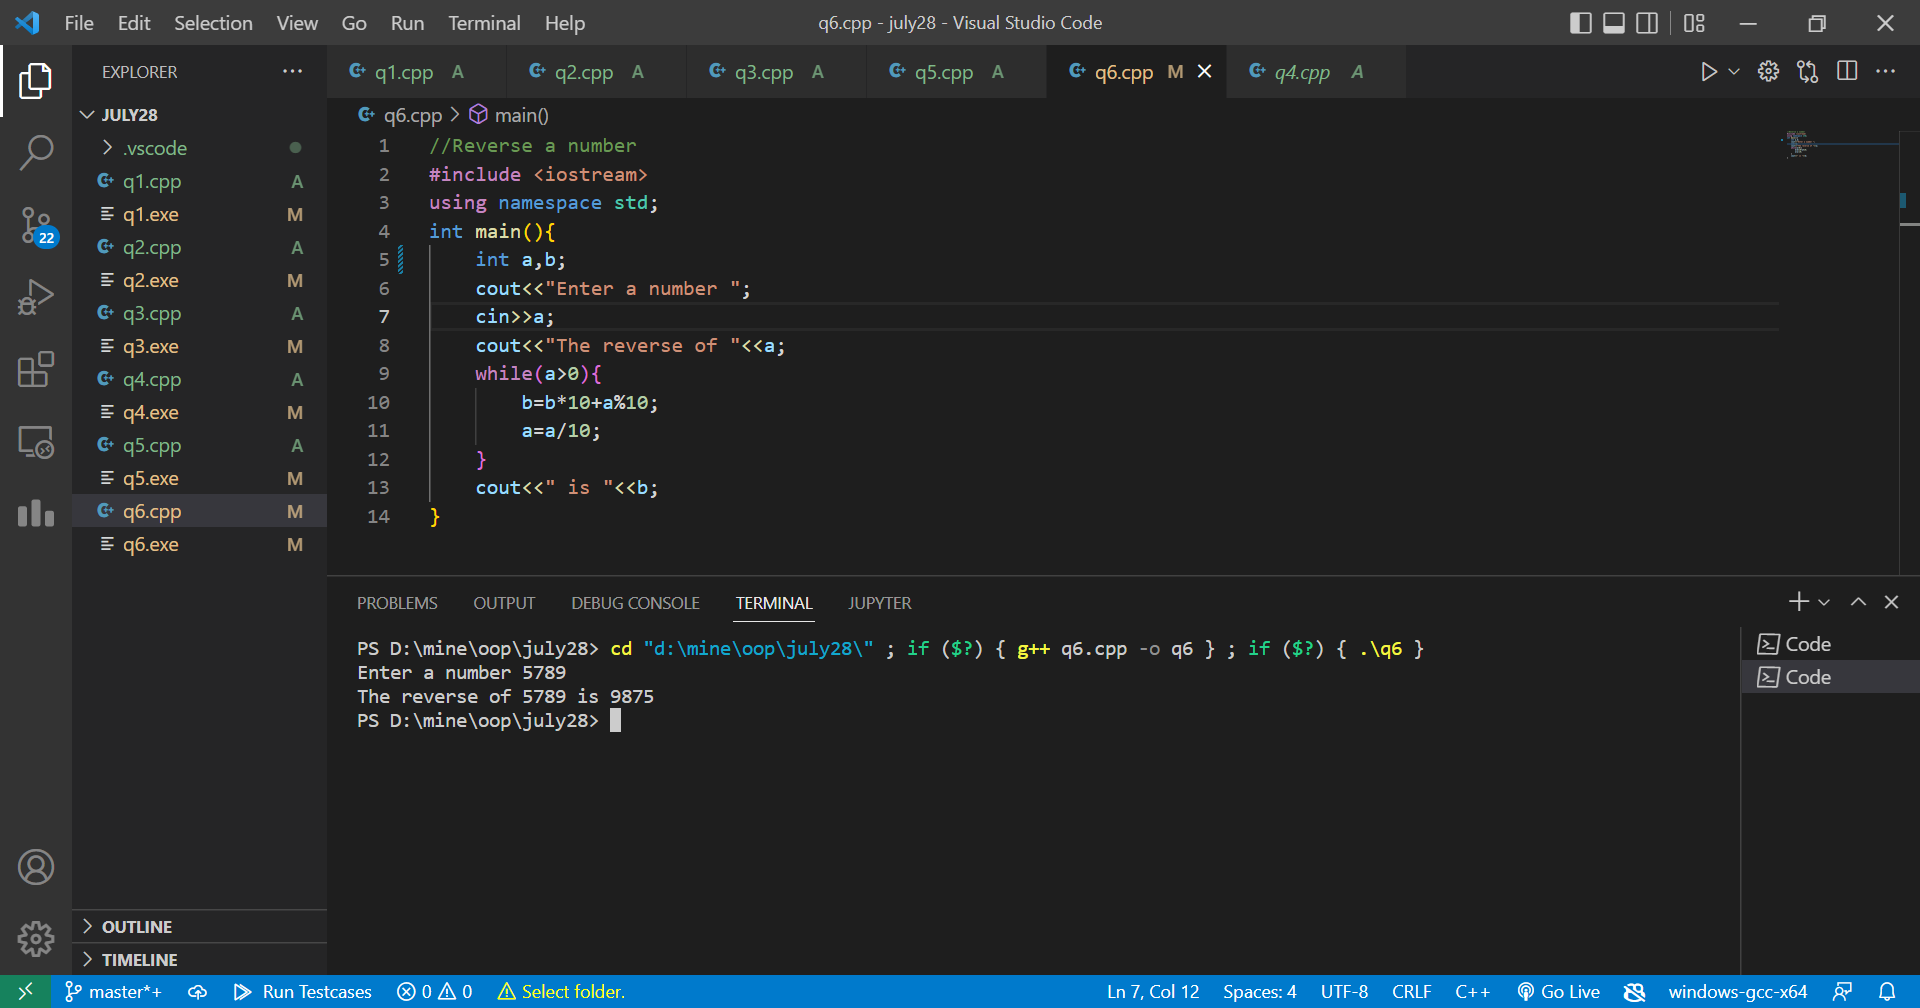 File Edit Selection View Go Run Terminal Help
q6.cpp - july28 - Visual Studio Code
EXPLORER ···
JULY28
.vscode
q1.cpp A
q1.exe M
q2.cpp A
q2.exe M
q3.cpp A
q3.exe M
q4.cpp A
q4.exe M
q5.cpp A
q5.exe M
q6.cpp M
q6.exe M
OUTLINE
TIMELINE
22
q1.cpp A q2.cpp A q3.cpp A q5.cpp A q6.cpp M q4.cpp A
q6.cpp > main()
1 //Reverse a number
2 #include <iostream>
3 using namespace std;
4 int main(){
5 int a,b;
6 cout<<"Enter a number ";
7 cin>>a;
8 cout<<"The reverse of "<<a;
9 while(a>0){
10 b=b*10+a%10;
11 a=a/10;
12 }
13 cout<<" is "<<b;
14 }
PROBLEMS OUTPUT DEBUG CONSOLE TERMINAL JUPYTER
PS D:\mine\oop\july28> cd "d:\mine\oop\july28\" ; if ($?) { g++ q6.cpp -o q6 } ; if ($?) { .\q6 }
Enter a number 5789
The reverse of 5789 is 9875
PS D:\mine\oop\july28>
Code
Code
master*+ Run Testcases 0 0 Select folder. Ln 7, Col 12 Spaces: 4 UTF-8 CRLF C++ Go Live windows-gcc-x64